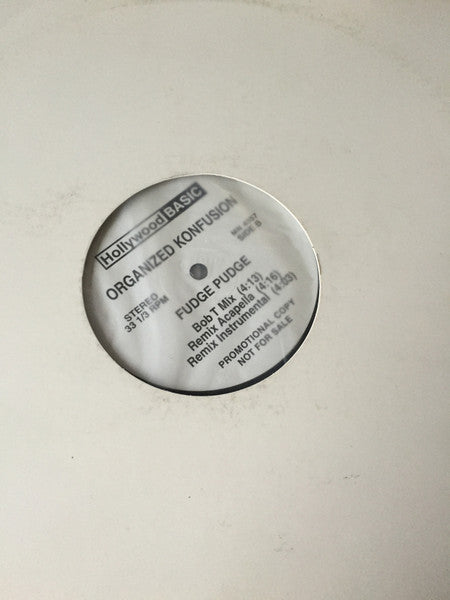 Hollywood BASIC
ORGANIZED KONFUSION
STEREO
33 1/3 RPM
SIDE B
FUDGE PUDGE
Bob T Mix (4:13)
Remix Acapella (4:16)
Remix Instrumental (4:03)
PROMOTIONAL COPY
NOT FOR SALE